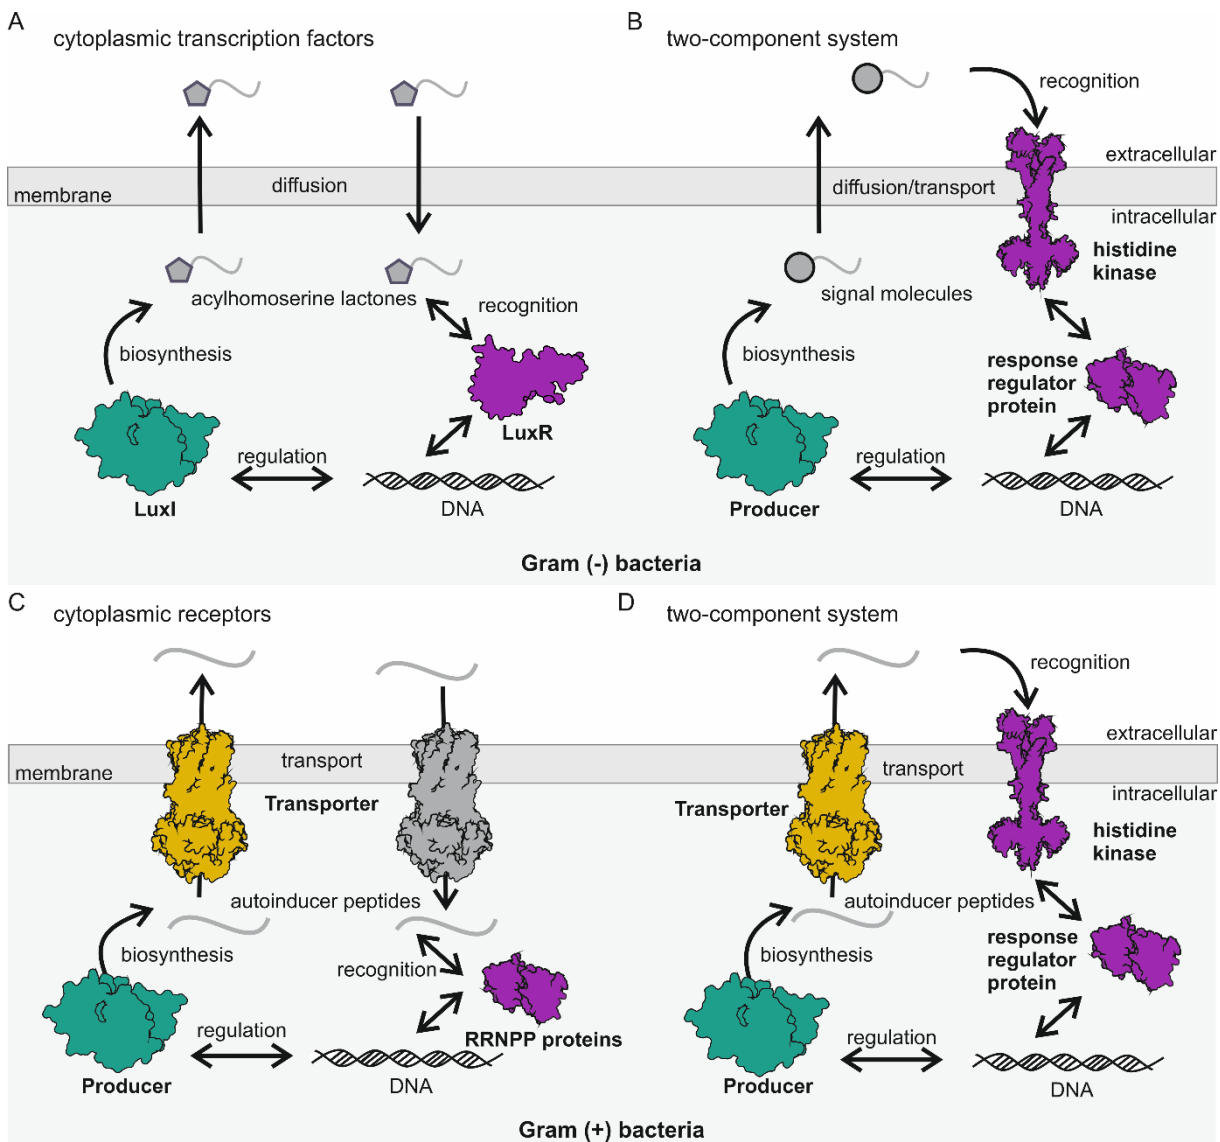 A
cytoplasmic transcription factors
membrane
diffusion
acylhomoserine lactones
biosynthesis
recognition
LuxR
regulation
LuxI
DNA
B
two-component system
recognition
extracellular
diffusion/transport
intracellular
histidine
kinase
signal molecules
biosynthesis
response
regulator
protein
regulation
Producer
DNA
Gram (-) bacteria
C
cytoplasmic receptors
membrane
transport
Transporter
autoinducer peptides
biosynthesis
recognition
regulation
RRNPP proteins
Producer
DNA
D
two-component system
recognition
extracellular
transport
intracellular
Transporter
histidine
kinase
autoinducer peptides
biosynthesis
response
regulator
protein
regulation
Producer
DNA
Gram (+) bacteria